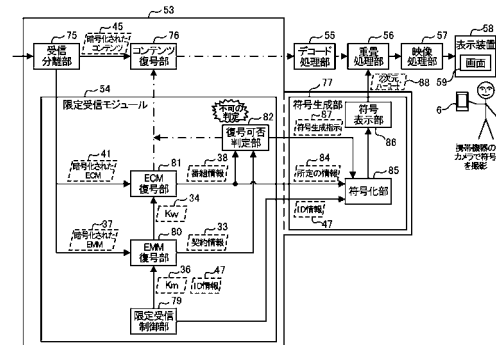 53
75
受信
分離部
45
暗号化された
コンテンツ
76
コンテンツ
復号部
55
デコード
処理部
56
重畳
処理部
57
映像
処理部
58
表示装置
画面
59
54
限定受信モジュール
不可の
判定
82
復号可否
判定部
77
符号生成部
87
符号生成指示
符号
表示部
86
2次元
コード
88
6
携帯機器の
カメラで符号
を撮影
41
暗号化された
ECM
81
ECM
復号部
38
番組情報
84
所定の情報
85
符号化部
34
Kw
37
暗号化された
EMM
80
EMM
復号部
33
契約情報
ID情報
47
36
Km
47
ID情報
79
限定受信
制御部